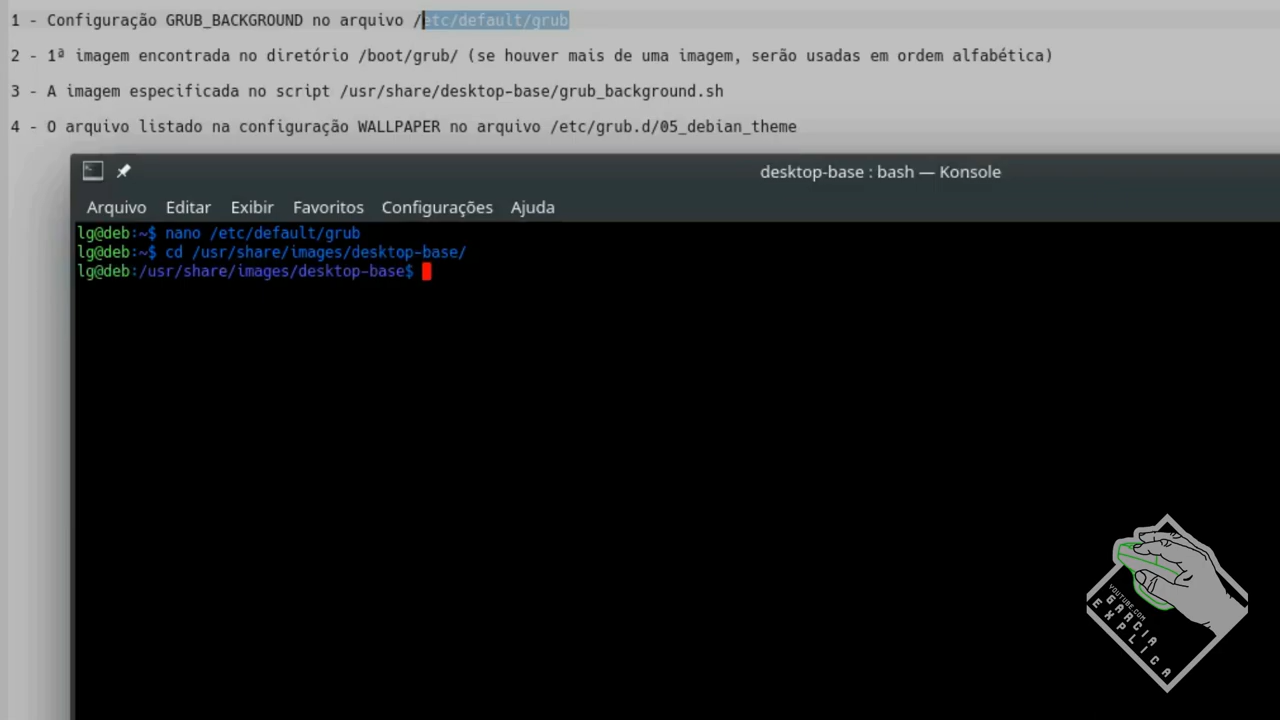 1 - Configuração GRUB_BACKGROUND no arquivo /etc/default/grub
2 - 1ª imagem encontrada no diretório /boot/grub/ (se houver mais de uma imagem, serão usadas em ordem alfabética)
3 - A imagem especificada no script /usr/share/desktop-base/grub_background.sh
4 - O arquivo listado na configuração WALLPAPER no arquivo /etc/grub.d/05_debian_theme
desktop-base : bash — Konsole
Arquivo Editar Exibir Favoritos Configurações Ajuda
lg@deb:~$ nano /etc/default/grub
lg@deb:~$ cd /usr/share/images/desktop-base/
lg@deb:/usr/share/images/desktop-base$
YOUTUBE.COM
GARCIA
EXPLICA